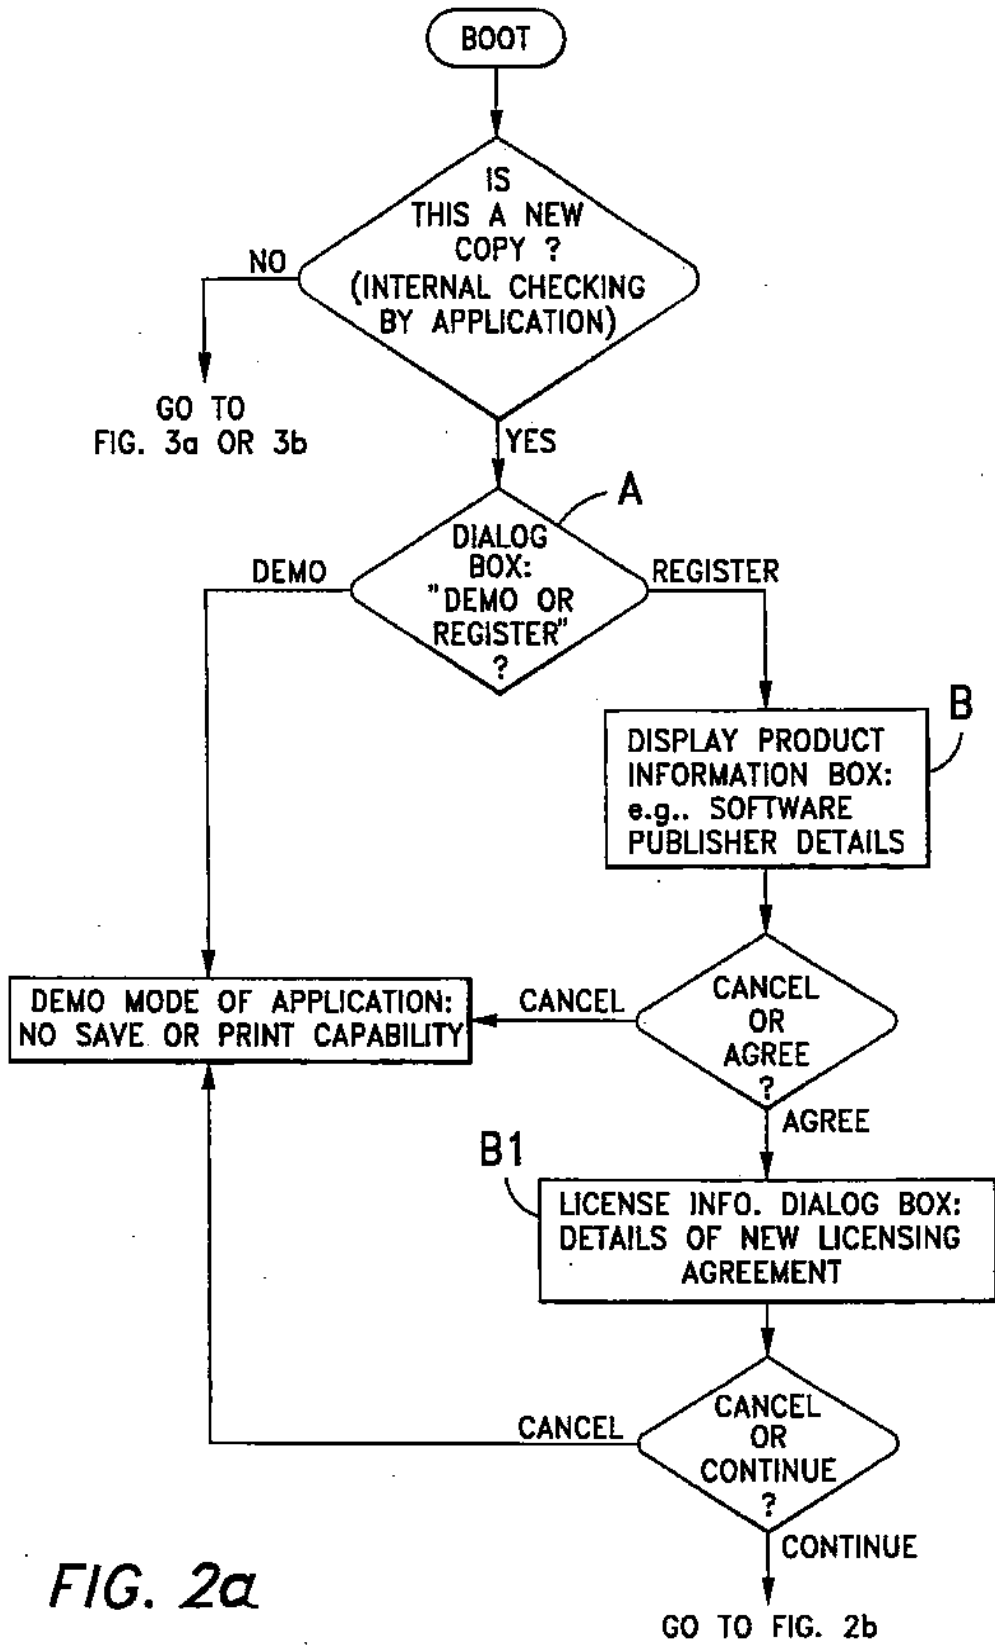 BOOT
IS
THIS A NEW
COPY ?
(INTERNAL CHECKING
BY APPLICATION)
NO
GO TO
FIG. 3a OR 3b
YES
A
DIALOG
BOX:
"DEMO OR
REGISTER"
?
DEMO
REGISTER
B
DISPLAY PRODUCT
INFORMATION BOX:
e.g.. SOFTWARE
PUBLISHER DETAILS
DEMO MODE OF APPLICATION:
NO SAVE OR PRINT CAPABILITY
CANCEL
CANCEL
OR
AGREE
?
AGREE
B1
LICENSE INFO. DIALOG BOX:
DETAILS OF NEW LICENSING
AGREEMENT
CANCEL
CANCEL
OR
CONTINUE
?
CONTINUE
FIG. 2a
GO TO FIG. 2b